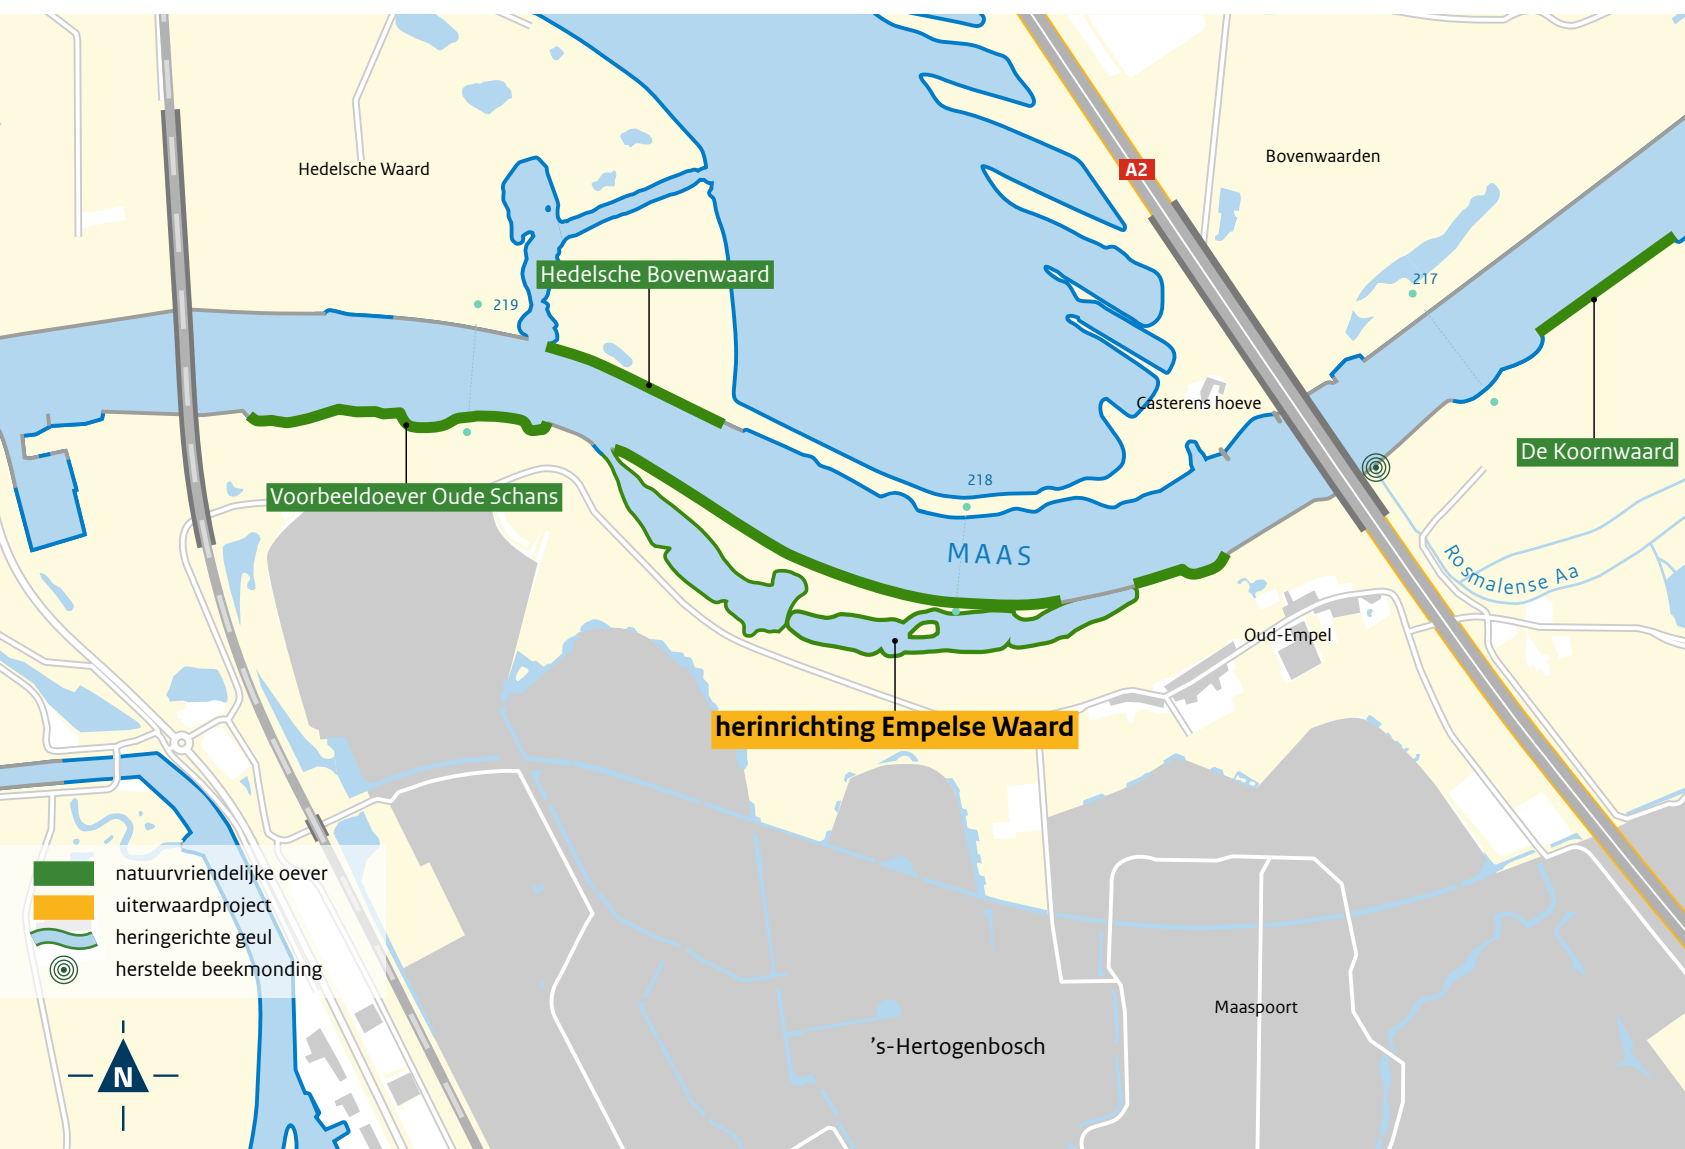 Hedelsche Waard
A2
Bovenwaarden
Hedelsche Bovenwaard
219
217
Casterens hoeve
De Koornwaard
218
Voorbeeldoever Oude Schans
MAAS
Rosmalense Aa
Oud-Empel
herinrichting Empelse Waard
natuurvriendelijke oever
uiterwaardproject
heringerichte geul
herstelde beekmonding
Maaspoort
’s-Hertogenbosch
N